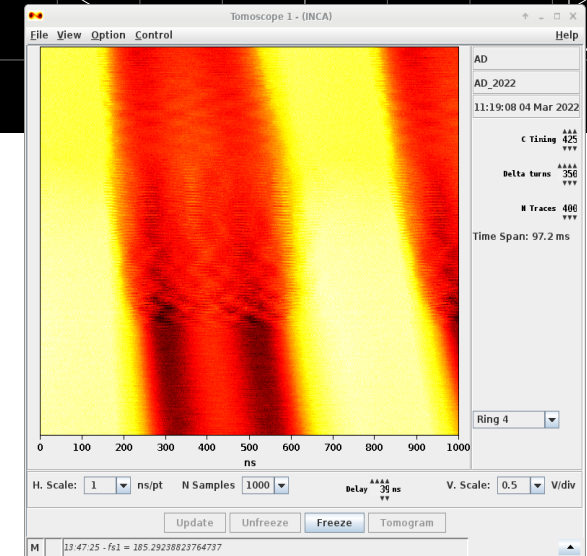 Tomoscope 1 - (INCA)
File View Option Control Help
AD
AD_2022
11:19:08 04 Mar 2022
C Timing 425
Delta turns 350
N Traces 400
Time Span: 97.2 ms
Ring 4
0 100 200 300 400 500 600 700 800 900 1000
ns
H. Scale: 1 ns/pt N Samples 1000 Delay 39 ns V. Scale: 0.5 V/div
Update Unfreeze Freeze Tomogram
M 13:47:25 - fs1 = 185.29238823764737